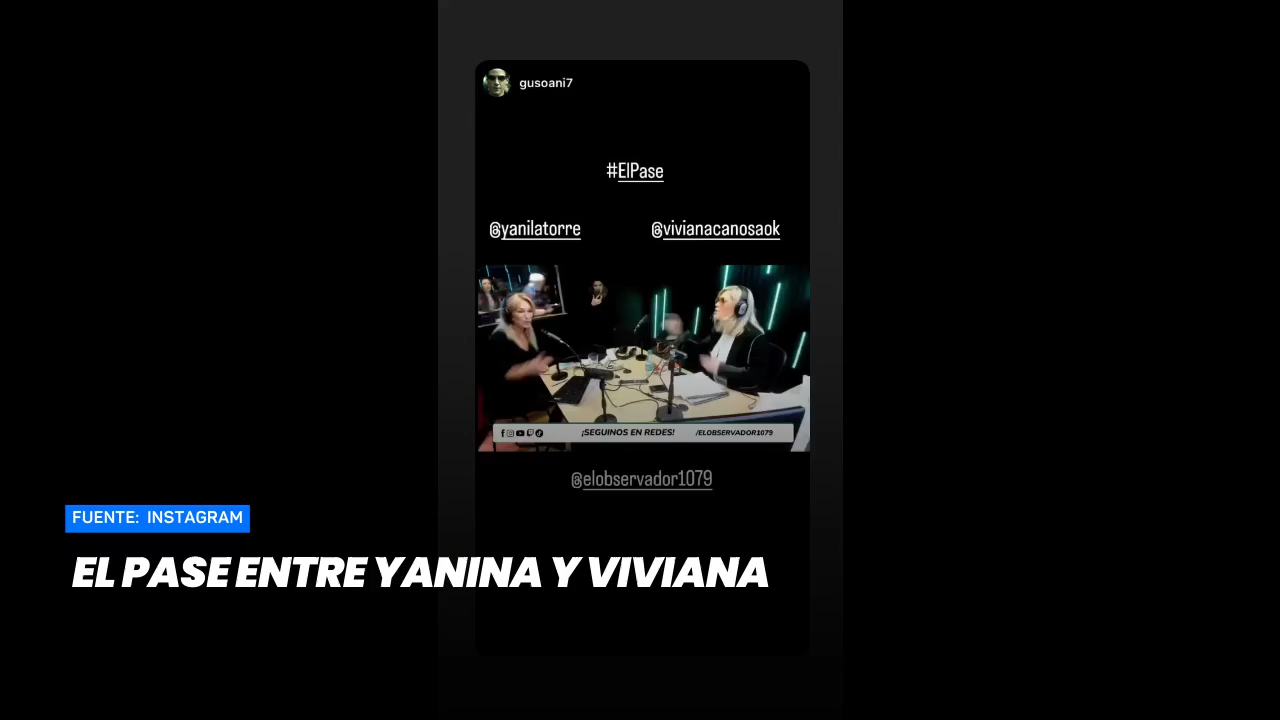 gusoani7
#ElPase
@yanilatorre @vivianacanosaok
¡SEGUINOS EN REDES! /ELOBSERVADOR1079
@elobservador1079
FUENTE: INSTAGRAM
EL PASE ENTRE YANINA Y VIVIANA